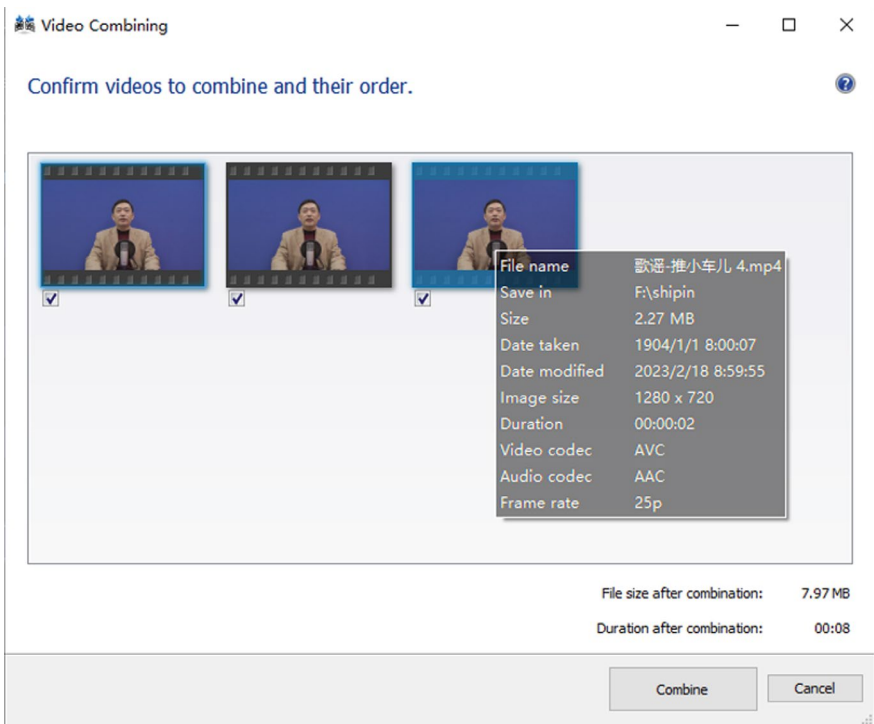 Video Combining
Confirm videos to combine and their order.
File name 歌谣-推小车儿 4.mp4
Save in F:\shipin
Size 2.27 MB
Date taken 1904/1/1 8:00:07
Date modified 2023/2/18 8:59:55
Image size 1280 x 720
Duration 00:00:02
Video codec AVC
Audio codec AAC
Frame rate 25p
File size after combination: 7.97 MB
Duration after combination: 00:08
Combine Cancel